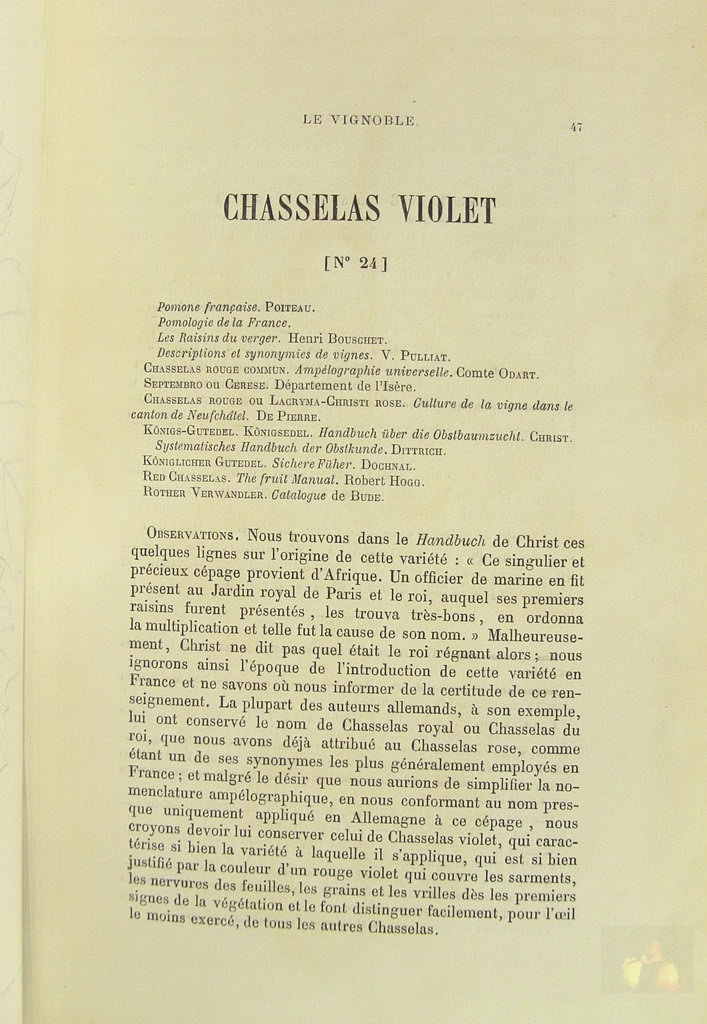 LE VIGNOBLE.
47
CHASSELAS VIOLET
[N° 24]
Pomone française. POITEAU.
Pomologie de la France.
Les Raisins du verger. Henri BOUSCHET.
Descriptions et synonymies de vignes. V. PULLIAT.
CHASSELAS ROUGE COMMUN. Ampélographie universelle. Comte ODART.
SEPTEMBRO OU CERESE. Département de l'Isère.
CHASSELAS ROUGE OU LACRYMA-CHRISTI ROSE. Culture de la vigne dans le
canton de Neufchâtel. DE PIERRE.
KÖNIGS-GUTEDEL. KÖNIGSEDEL. Handbuch über die Obstbaumzucht. CHRIST.
Systematisches Handbuch der Obstkunde. DITTRICH.
KÖNIGLICHER GUTEDEL. Sichere Füher. DOCHNAL.
RED CHASSELAS. The fruit Manual. Robert HOGG.
ROTHER VERWANDLER. Catalogue de BUDE.
OBSERVATIONS. Nous trouvons dans le Handbuch de Christ ces
quelques lignes sur l'origine de cette variété : « Ce singulier et
précieux cépage provient d'Afrique. Un officier de marine en fit
présent au Jardin royal de Paris et le roi, auquel ses premiers
raisins furent présentés, les trouva très-bons, en ordonna
la multiplication et telle fut la cause de son nom. » Malheureuse-
ment, Christ ne dit pas quel était le roi régnant alors; nous
ignorons ainsi l'époque de l'introduction de cette variété en
France et ne savons où nous informer de la certitude de ce ren-
seignement. La plupart des auteurs allemands, à son exemple,
lui ont conservé le nom de Chasselas royal ou Chasselas du
roi, que nous avons déjà attribué au Chasselas rose, comme
étant un de ses synonymes les plus généralement employés en
France; et malgré le désir que nous aurions de simplifier la no-
menclature ampélographique, en nous conformant au nom pres-
que uniquement appliqué en Allemagne à ce cépage, nous
croyons devoir lui conserver celui de Chasselas violet, qui carac-
térise si bien la variété à laquelle il s'applique, qui est si bien
justifié par la couleur d'un rouge violet qui couvre les sarments,
les nervures des feuilles, les grains et les vrilles dès les premiers
signes de la végétation et le font distinguer facilement, pour l'œil
le moins exercé, de tous les autres Chasselas.